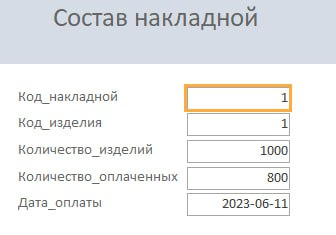 Состав накладной
Код_накладной 1
Код_изделия 1
Количество_изделий 1000
Количество_оплаченных 800
Дата_оплаты 2023-06-11